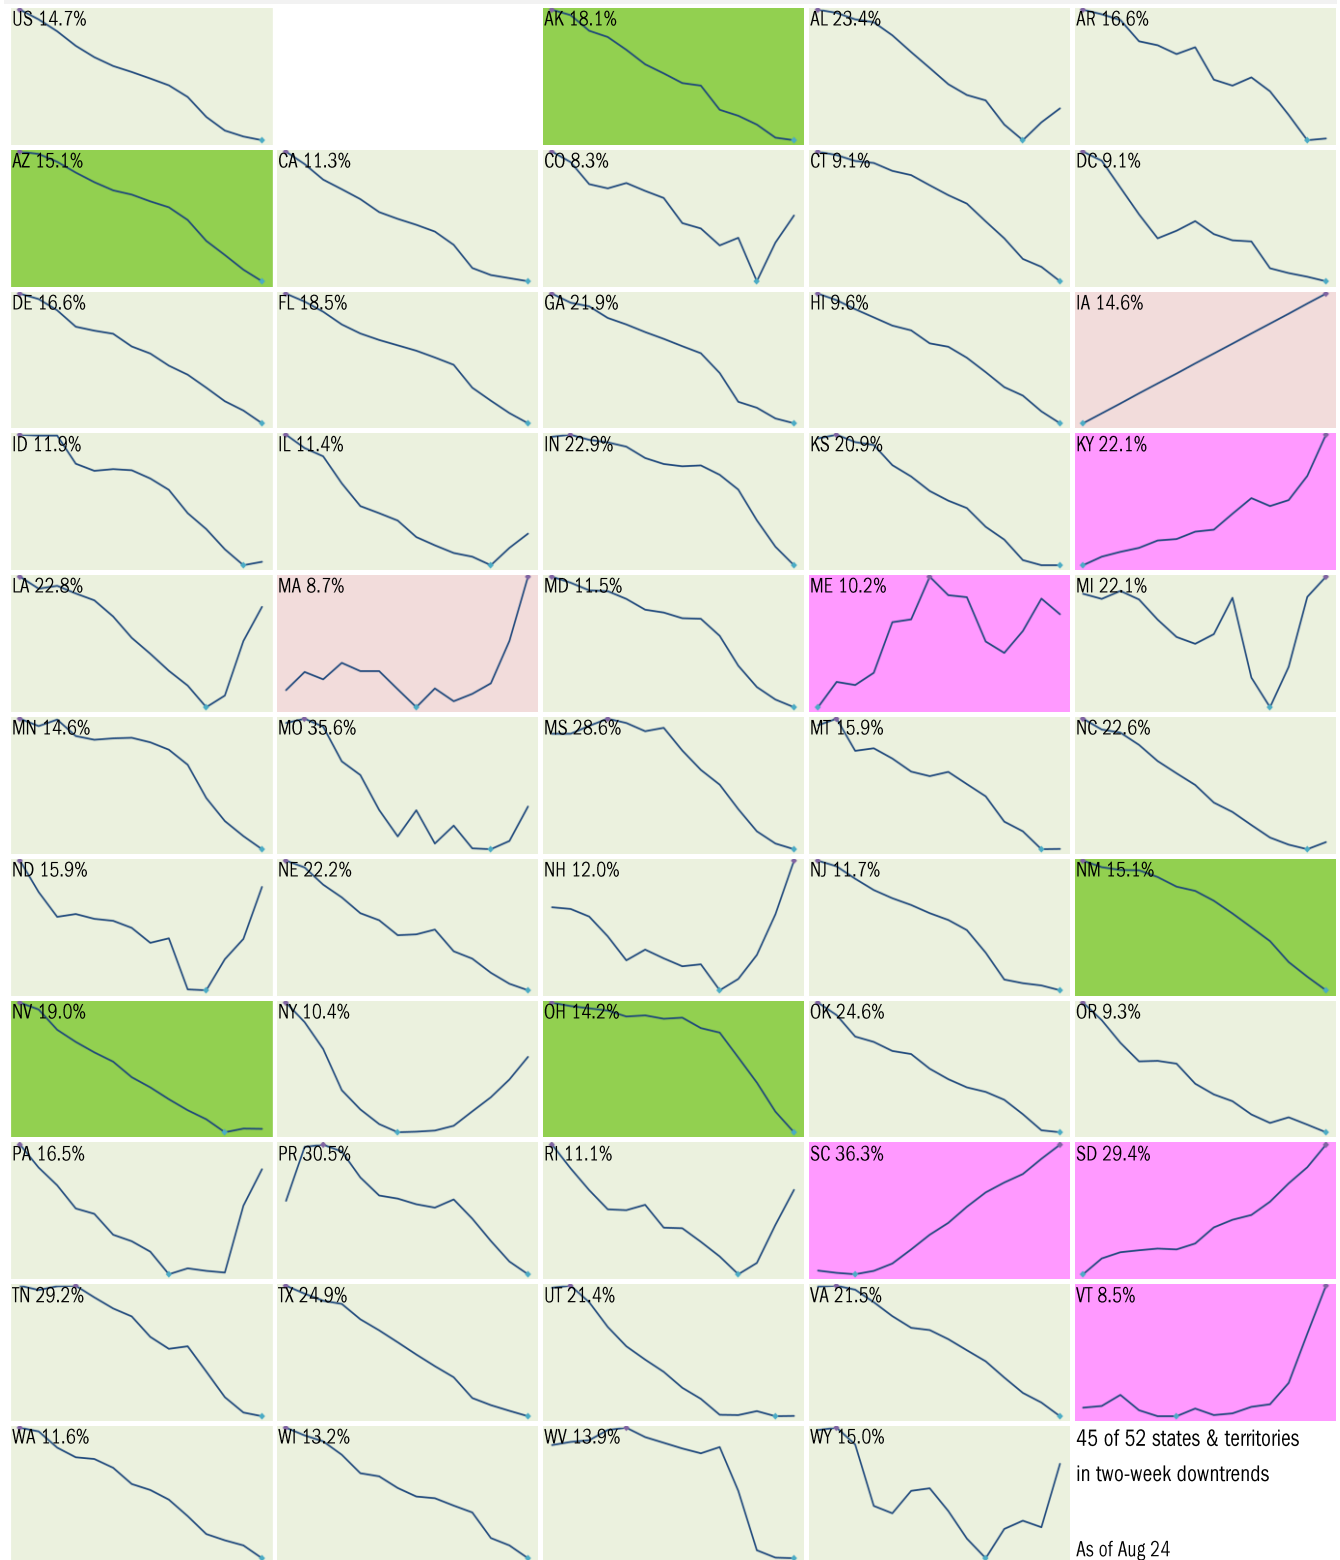 US 14.7%
AK 18.1%
AL 23.4%
AR 16.6%
AZ 15.1%
CA 11.3%
CO 8.3%
CT 9.1%
DC 9.1%
DE 16.6%
FL 18.5%
GA 21.9%
HI 9.6%
IA 14.6%
ID 11.9%
IL 11.4%
IN 22.9%
KS 20.9%
KY 22.1%
LA 22.8%
MA 8.7%
MD 11.5%
ME 10.2%
MI 22.1%
MN 14.6%
MO 35.6%
MS 28.6%
MT 15.9%
NC 22.6%
ND 15.9%
NE 22.2%
NH 12.0%
NJ 11.7%
NM 15.1%
NV 19.0%
NY 10.4%
OH 14.2%
OK 24.6%
OR 9.3%
PA 16.5%
PR 30.5%
RI 11.1%
SC 36.3%
SD 29.4%
TN 29.2%
TX 24.9%
UT 21.4%
VA 21.5%
VT 8.5%
WA 11.6%
WI 13.2%
WV 13.9%
WY 15.0%
45 of 52 states & territories
in two-week downtrends
As of Aug 24